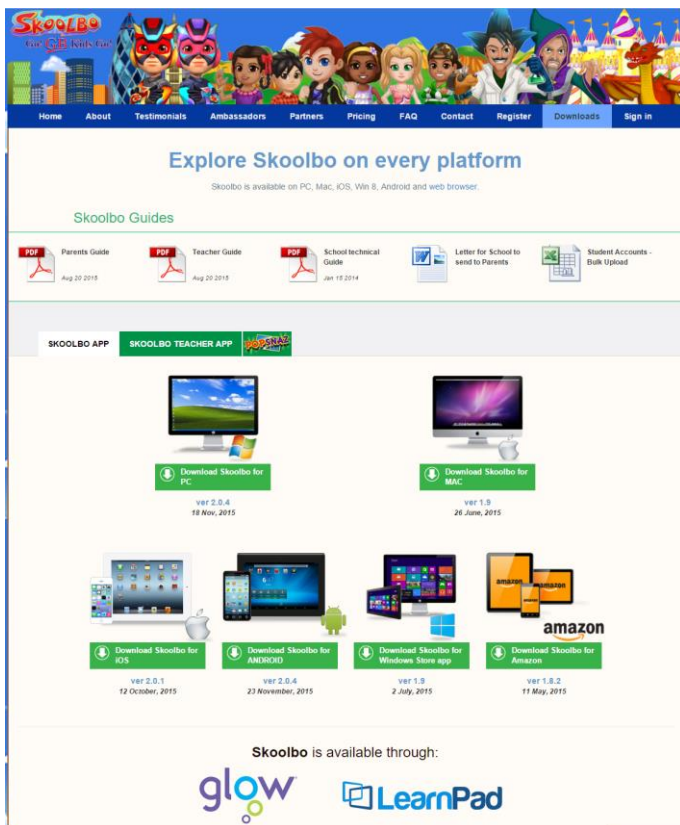 SKOOLBO
Go! GB Kids Go!
Home About Testimonials Ambassadors Partners Pricing FAQ Contact Register Downloads Sign in
Explore Skoolbo on every platform
Skoolbo is available on PC, Mac, iOS, Win 8, Android and web browser.
Skoolbo Guides
PDF Parents Guide
Aug 20 2015
PDF Teacher Guide
Aug 20 2015
PDF School technical
Guide
Jan 15 2014
Letter for School to
send to Parents
Student Accounts -
Bulk Upload
SKOOLBO APP SKOOLBO TEACHER APP POPSNAZ
Download Skoolbo for
PC
ver 2.0.4
18 Nov, 2015
Download Skoolbo for
MAC
ver 1.9
26 June, 2015
Download Skoolbo for
iOS
ver 2.0.1
12 October, 2015
Download Skoolbo for
ANDROID
ver 2.0.4
23 November, 2015
Download Skoolbo for
Windows Store app
ver 1.9
2 July, 2015
amazon
amazon
amazon
Download Skoolbo for
Amazon
ver 1.8.2
11 May, 2015
Skoolbo is available through:
glow
LearnPad